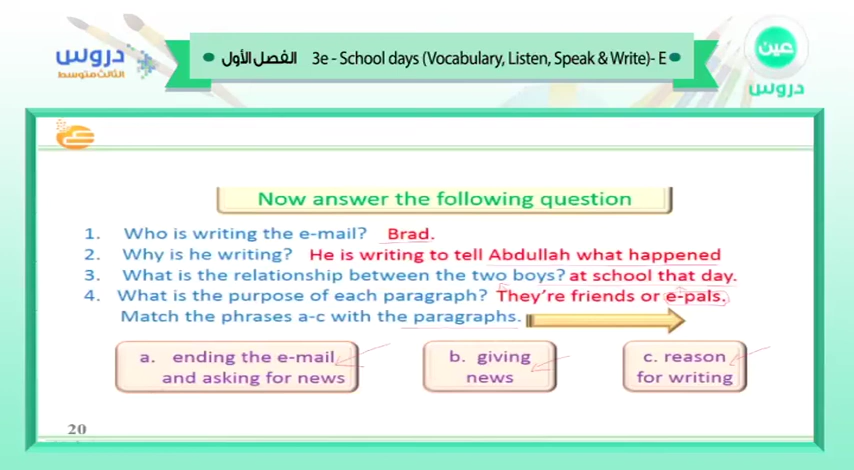 دروس
الثالث متوسط
الفصل الأول 3e - School days (Vocabulary, Listen, Speak & Write)- E
عين
دروس
Now answer the following question
1. Who is writing the e-mail? Brad.
2. Why is he writing? He is writing to tell Abdullah what happened
3. What is the relationship between the two boys? at school that day.
4. What is the purpose of each paragraph? They're friends or e-pals.
Match the phrases a-c with the paragraphs.
a. ending the e-mail
and asking for news
b. giving
news
c. reason
for writing
20